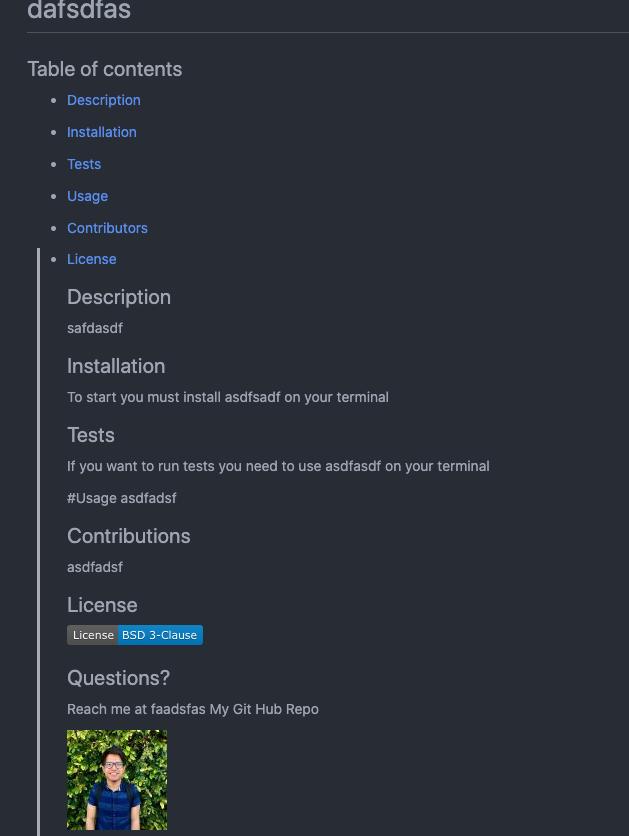 dafsdfas
Table of contents
Description
Installation
Tests
Usage
Contributors
License
Description
safdasdf
Installation
To start you must install asdfsadf on your terminal
Tests
If you want to run tests you need to use asdfasdf on your terminal
#Usage asdfadsf
Contributions
asdfadsf
License
License BSD 3-Clause
Questions?
Reach me at faadsfas My Git Hub Repo